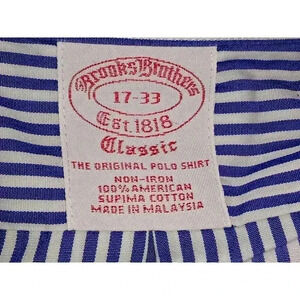 Brooks Brothers
17-33
Est. 1818
Classic
THE ORIGINAL POLO SHIRT
NON-IRON
100% AMERICAN
SUPIMA COTTON
MADE IN MALAYSIA